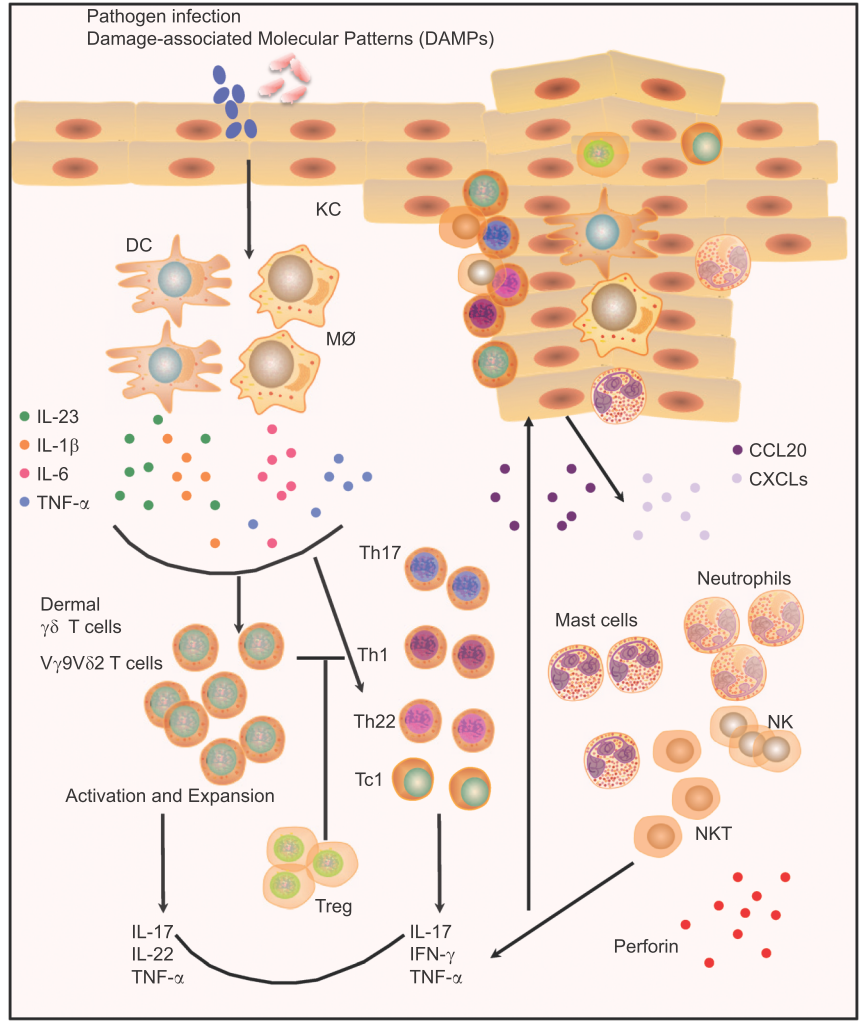 Pathogen infection
Damage-associated Molecular Patterns (DAMPs)
KC
DC
MØ
IL-23
IL-1β
IL-6
TNF-α
CCL20
CXCLs
Dermal
γδ T cells
Vγ9Vδ2 T cells
Activation and Expansion
Th17
Th1
Th22
Tc1
Treg
Mast cells
Neutrophils
NK
NKT
Perforin
IL-17
IL-22
TNF-α
IL-17
IFN-γ
TNF-α